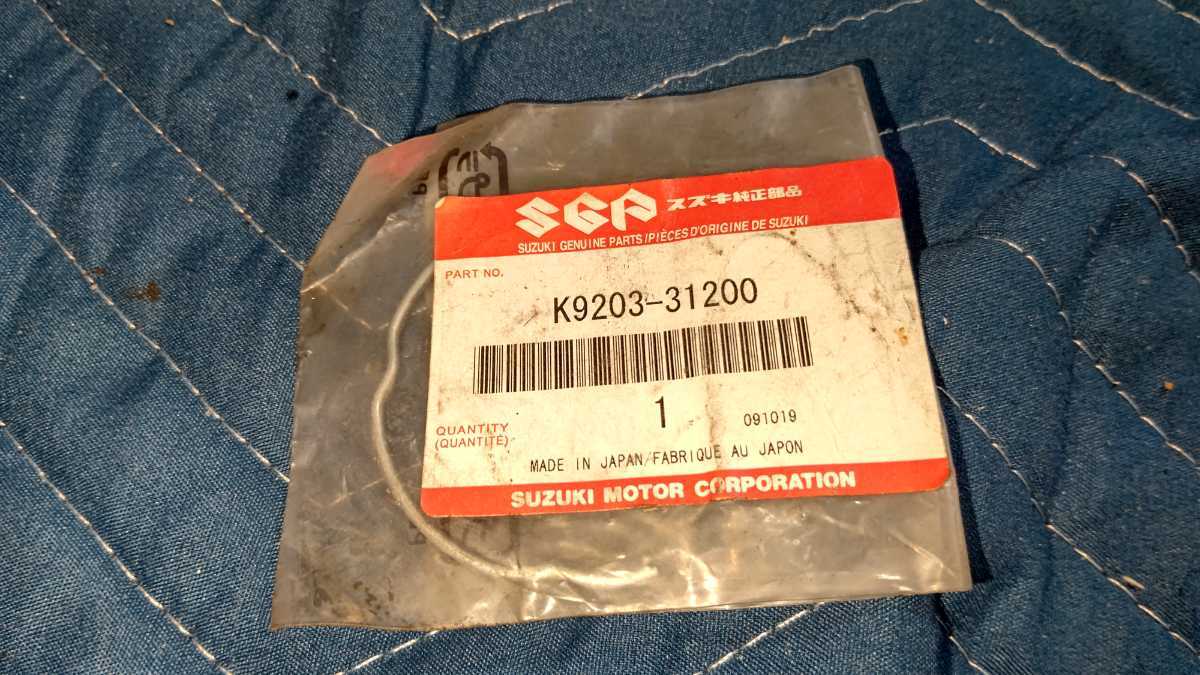 SGP スズキ純正部品
SUZUKI GENUINE PARTS/PIÈCES D'ORIGINE DE SUZUKI
PART NO.
K9203-31200
QUANTITY 1 091019
(QUANTITÉ)
MADE IN JAPAN/FABRIQUE AU JAPON
SUZUKI MOTOR CORPORATION